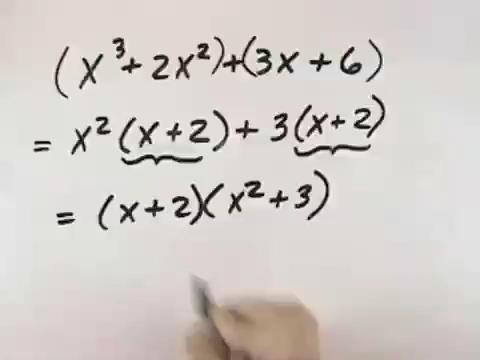 (x³ + 2x²) + (3x + 6)
= x² (x + 2) + 3 (x + 2)
= (x + 2)(x² + 3)